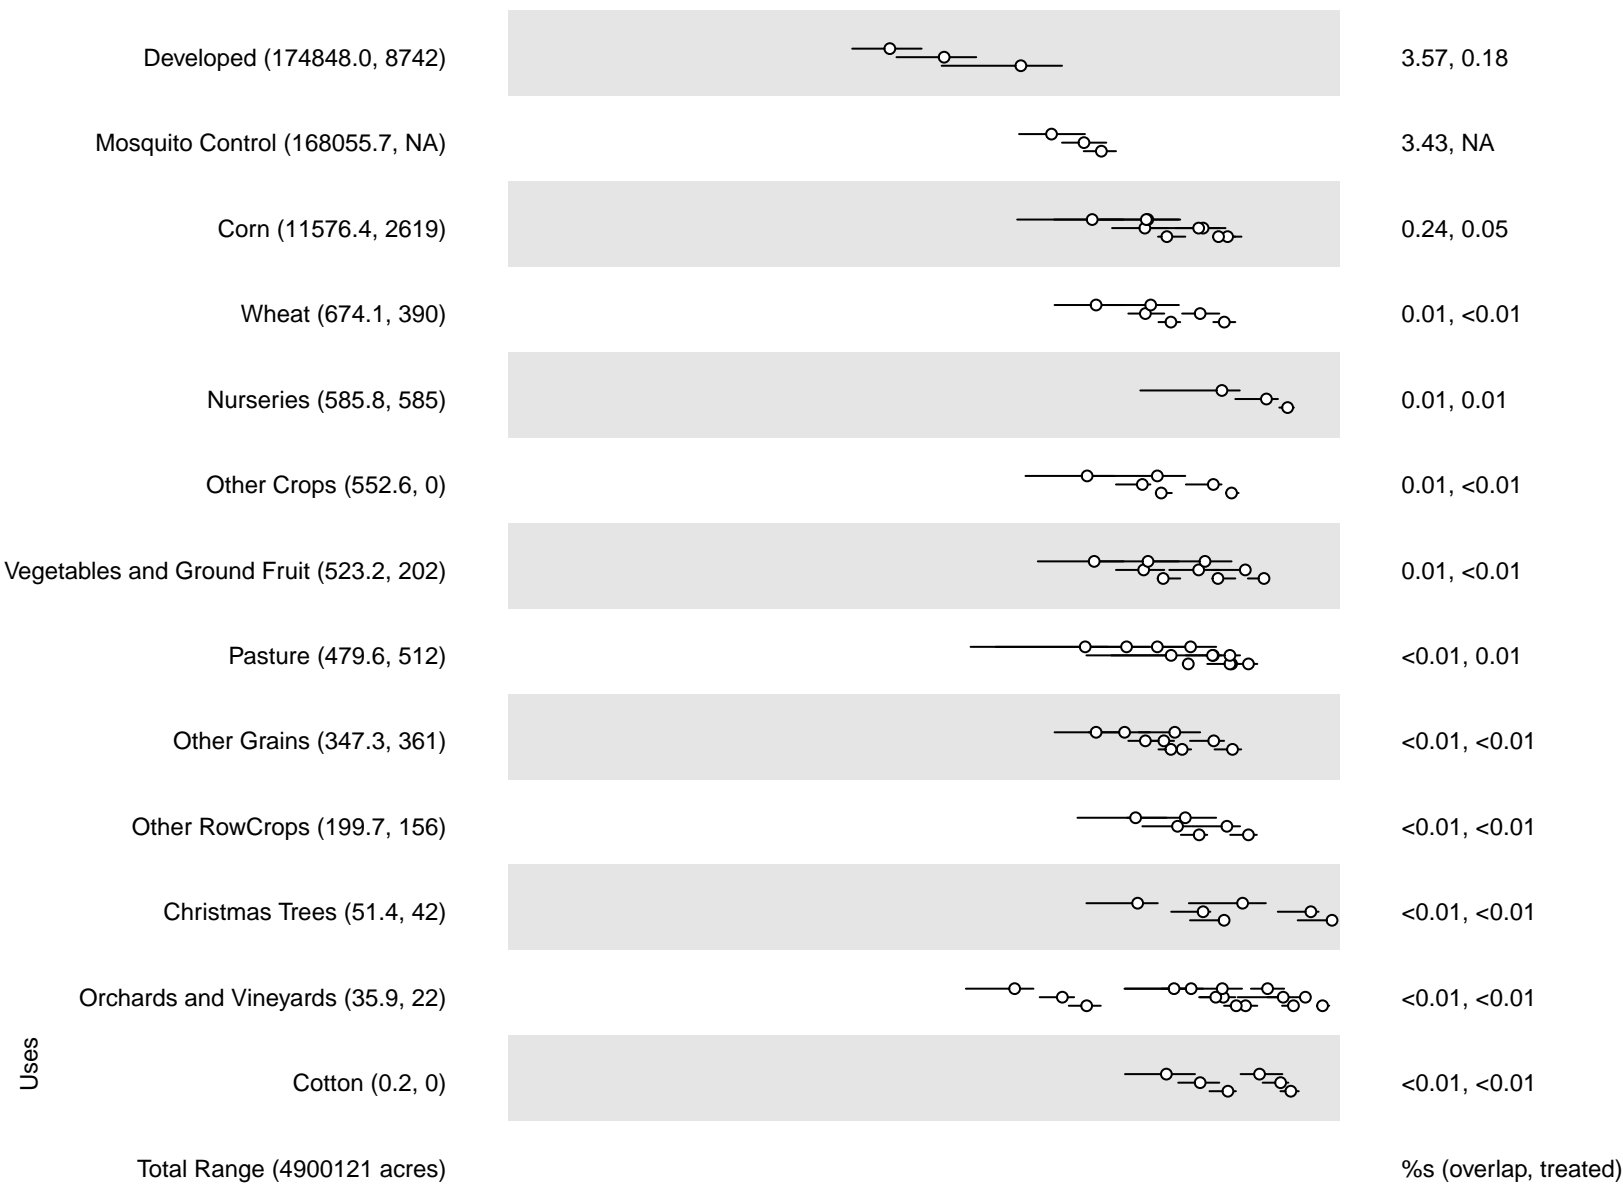 Developed (174848.0, 8742) 3.57, 0.18
Mosquito Control (168055.7, NA) 3.43, NA
Corn (11576.4, 2619) 0.24, 0.05
Wheat (674.1, 390) 0.01, <0.01
Nurseries (585.8, 585) 0.01, 0.01
Other Crops (552.6, 0) 0.01, <0.01
Vegetables and Ground Fruit (523.2, 202) 0.01, <0.01
Pasture (479.6, 512) <0.01, 0.01
Other Grains (347.3, 361) <0.01, <0.01
Other RowCrops (199.7, 156) <0.01, <0.01
Christmas Trees (51.4, 42) <0.01, <0.01
Orchards and Vineyards (35.9, 22) <0.01, <0.01
Uses
Cotton (0.2, 0) <0.01, <0.01
Total Range (4900121 acres) %s (overlap, treated)